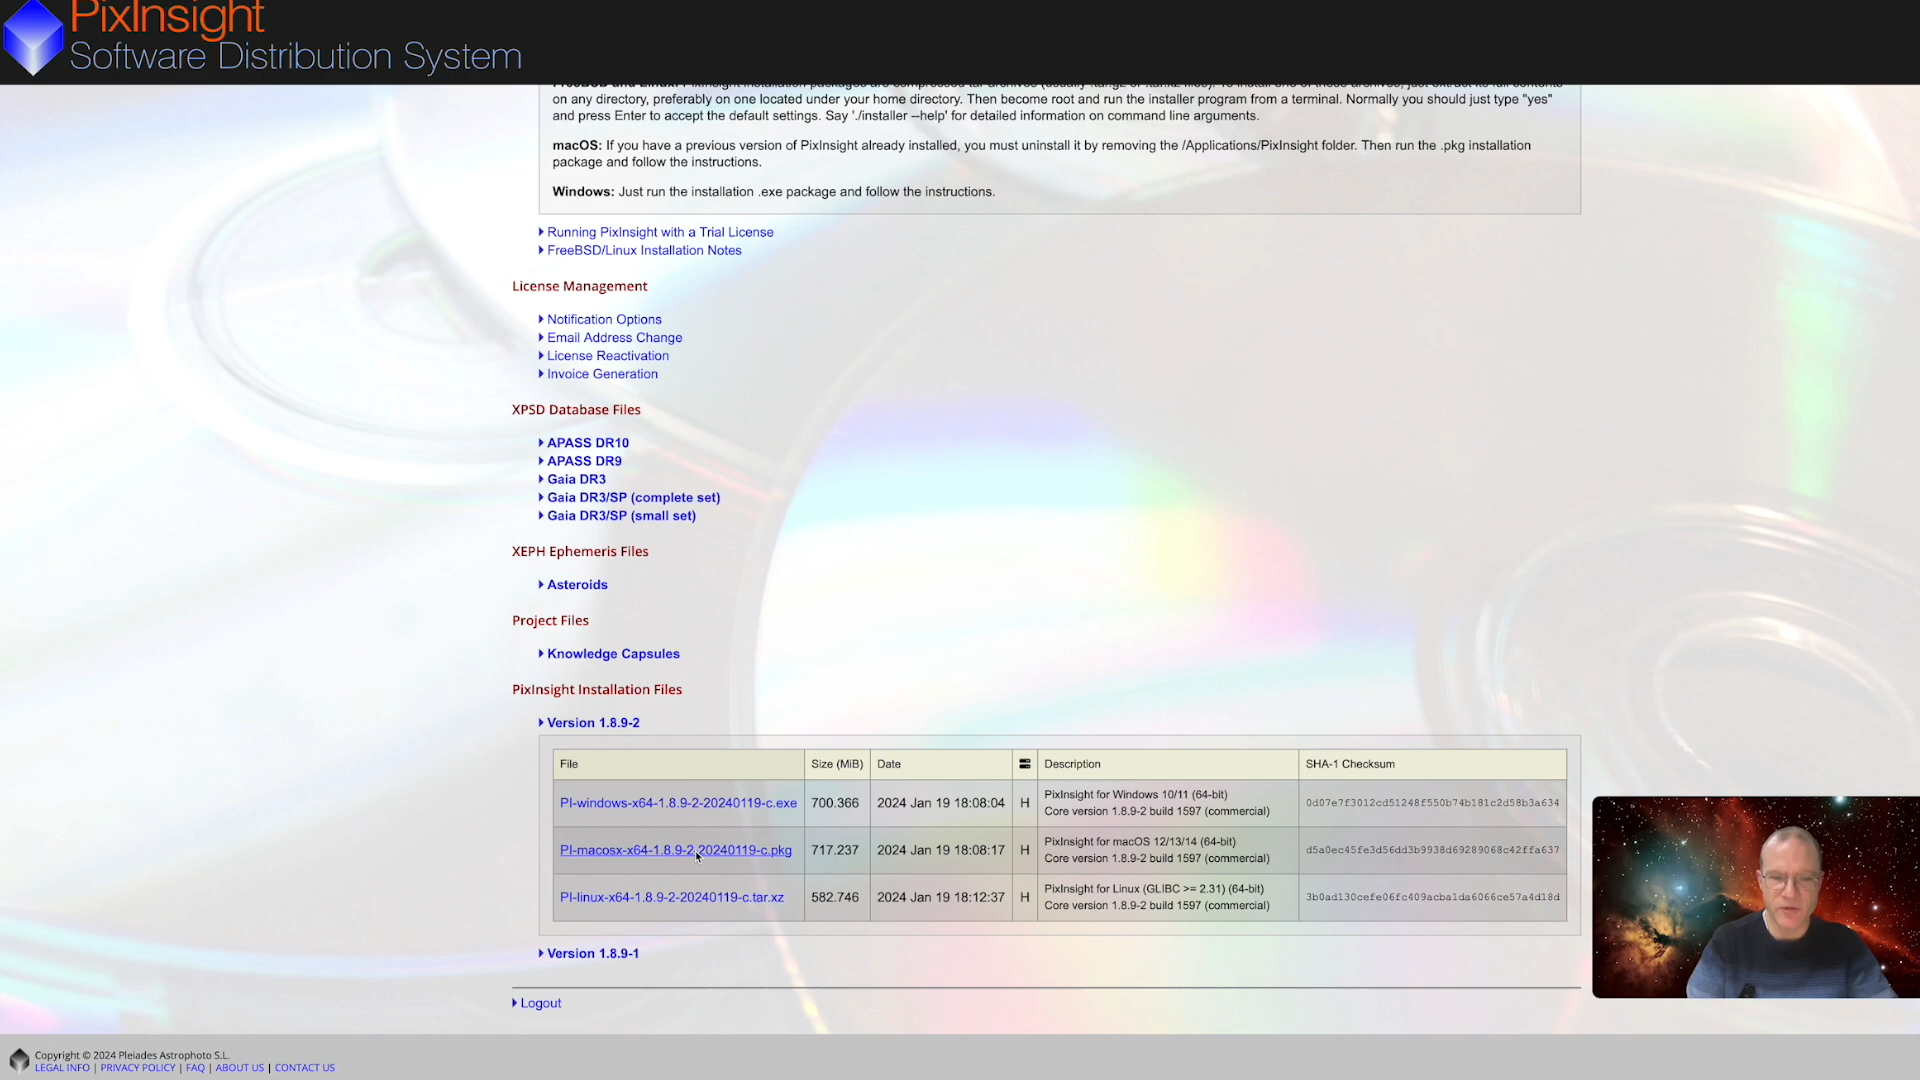 PixInsight
Software Distribution System
on any directory, preferably on one located under your home directory. Then become root and run the installer program from a terminal. Normally you should just type "yes"
and press Enter to accept the default settings. Say './installer --help' for detailed information on command line arguments.
macOS: If you have a previous version of PixInsight already installed, you must uninstall it by removing the /Applications/PixInsight folder. Then run the .pkg installation
package and follow the instructions.
Windows: Just run the installation .exe package and follow the instructions.
Running PixInsight with a Trial License
FreeBSD/Linux Installation Notes
License Management
Notification Options
Email Address Change
License Reactivation
Invoice Generation
XPSD Database Files
APASS DR10
APASS DR9
Gaia DR3
Gaia DR3/SP (complete set)
Gaia DR3/SP (small set)
XEPH Ephemeris Files
Asteroids
Project Files
Knowledge Capsules
PixInsight Installation Files
Version 1.8.9-2
File Size (MiB) Date Description SHA-1 Checksum
PI-windows-x64-1.8.9-2-20240119-c.exe 700.366 2024 Jan 19 18:08:04 H PixInsight for Windows 10/11 (64-bit)
Core version 1.8.9-2 build 1597 (commercial) 0d07e7f3012cd51248f550b74b181c2d58b3a634
PI-macosx-x64-1.8.9-2-20240119-c.pkg 717.237 2024 Jan 19 18:08:17 H PixInsight for macOS 12/13/14 (64-bit)
Core version 1.8.9-2 build 1597 (commercial) d5a0ec45fe3d56dd3b9938d69289068c42ffa637
PI-linux-x64-1.8.9-2-20240119-c.tar.xz 582.746 2024 Jan 19 18:12:37 H PixInsight for Linux (GLIBC >= 2.31) (64-bit)
Core version 1.8.9-2 build 1597 (commercial) 3b0ad130cefe06fc409acba1da6066ce57a4d18d
Version 1.8.9-1
Logout
Copyright © 2024 Pleiades Astrophoto S.L.
LEGAL INFO | PRIVACY POLICY | FAQ | ABOUT US | CONTACT US